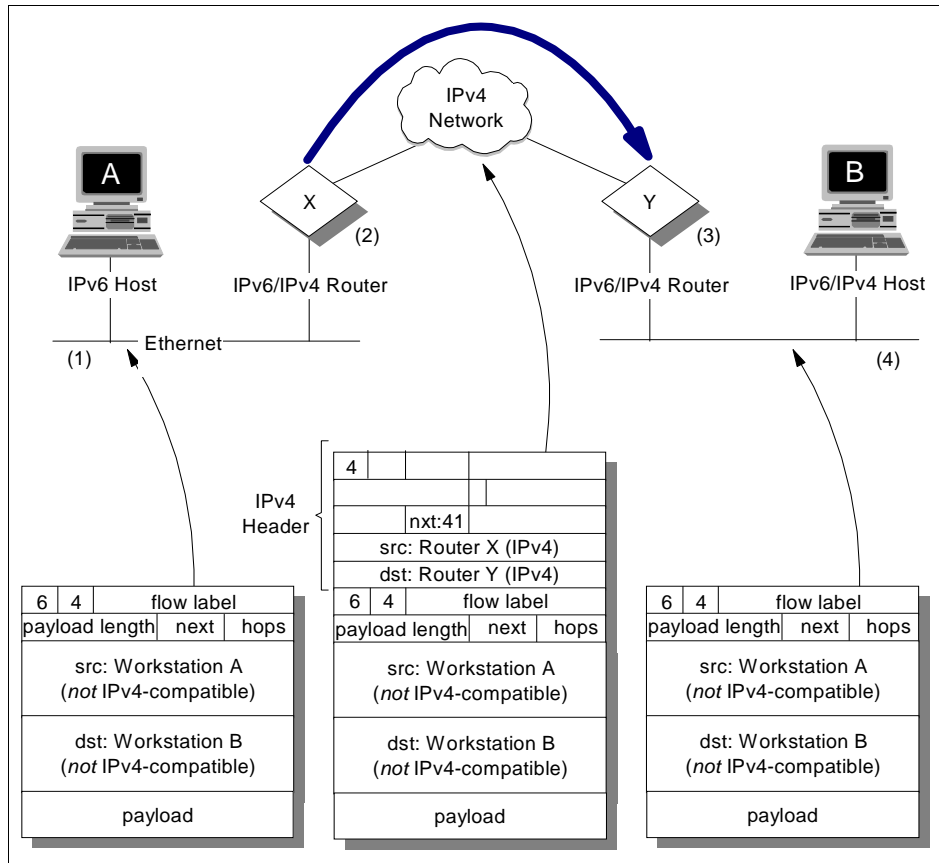 IPv4
Network
A
B
X
Y
(2)
(3)
IPv6 Host
IPv6/IPv4 Router
IPv6/IPv4 Router
IPv6/IPv4 Host
(1)
Ethernet
(4)
IPv4
Header
4
nxt:41
src: Router X (IPv4)
dst: Router Y (IPv4)
6 4 flow label
payload length next hops
src: Workstation A
(not IPv4-compatible)
dst: Workstation B
(not IPv4-compatible)
payload
6 4 flow label
payload length next hops
src: Workstation A
(not IPv4-compatible)
dst: Workstation B
(not IPv4-compatible)
payload
6 4 flow label
payload length next hops
src: Workstation A
(not IPv4-compatible)
dst: Workstation B
(not IPv4-compatible)
payload